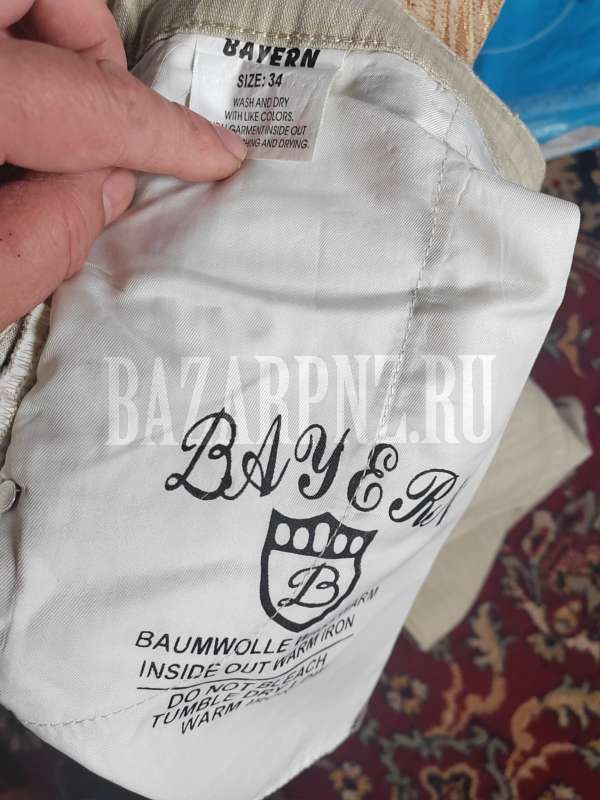 BAYERN
SIZE: 34
WASH AND DRY
WITH LIKE COLORS.
GARMENT INSIDE OUT
AND DRYING.
BAZARPNZ.RU
BAYERN
B
BAUMWOLLE WARM
INSIDE OUT WARM IRON
DO NOT BLEACH
TUMBLE DRY
WARM